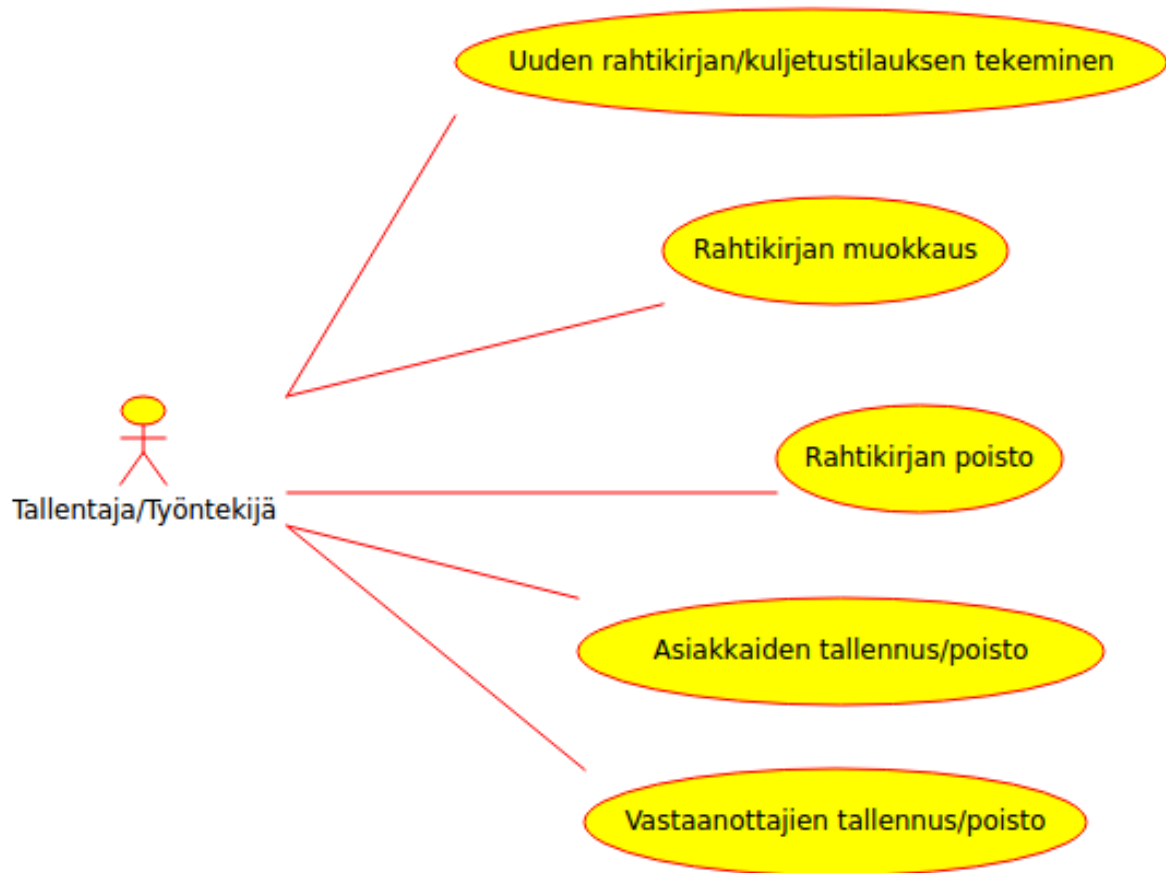 Uuden rahtikirjan/kuljetustilauksen tekeminen
Rahtikirjan muokkaus
Rahtikirjan poisto
Tallentaja/Työntekijä
Asiakkaiden tallennus/poisto
Vastaanottajien tallennus/poisto